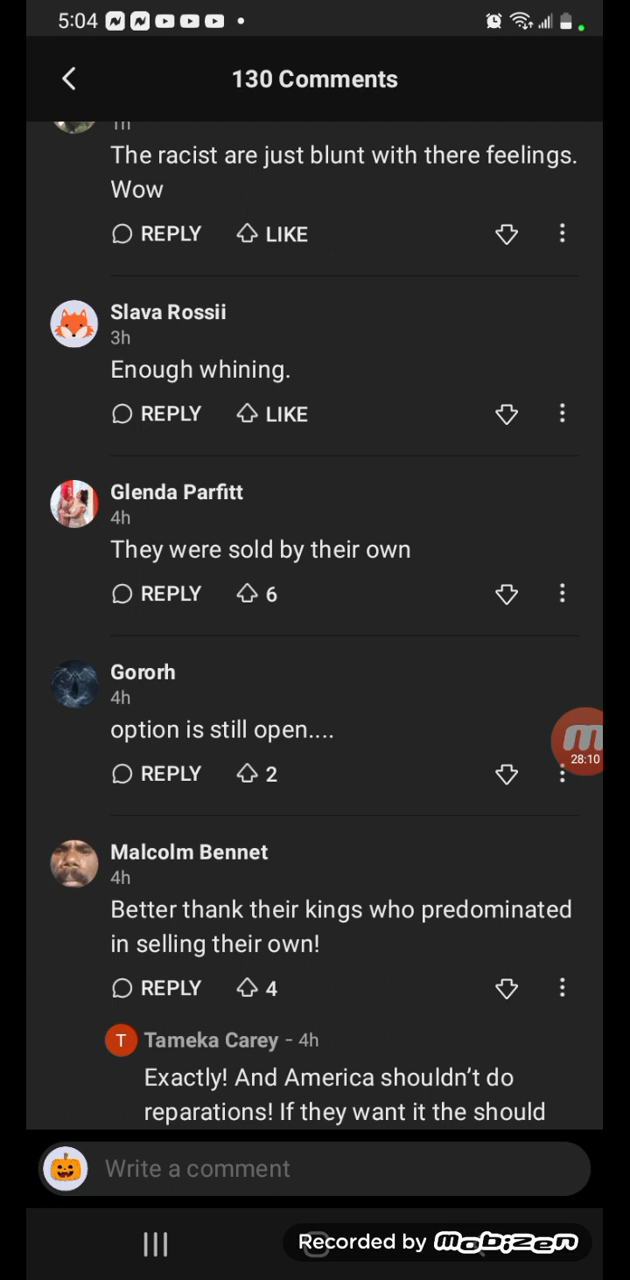 5:04
130 Comments
1h
The racist are just blunt with there feelings.
Wow
REPLY LIKE
Slava Rossii
3h
Enough whining.
REPLY LIKE
Glenda Parfitt
4h
They were sold by their own
REPLY 6
Gororh
4h
option is still open....
REPLY 2
28:10
Malcolm Bennet
4h
Better thank their kings who predominated
in selling their own!
REPLY 4
T Tameka Carey - 4h
Exactly! And America shouldn’t do
reparations! If they want it the should
Write a comment
Recorded by mobizen